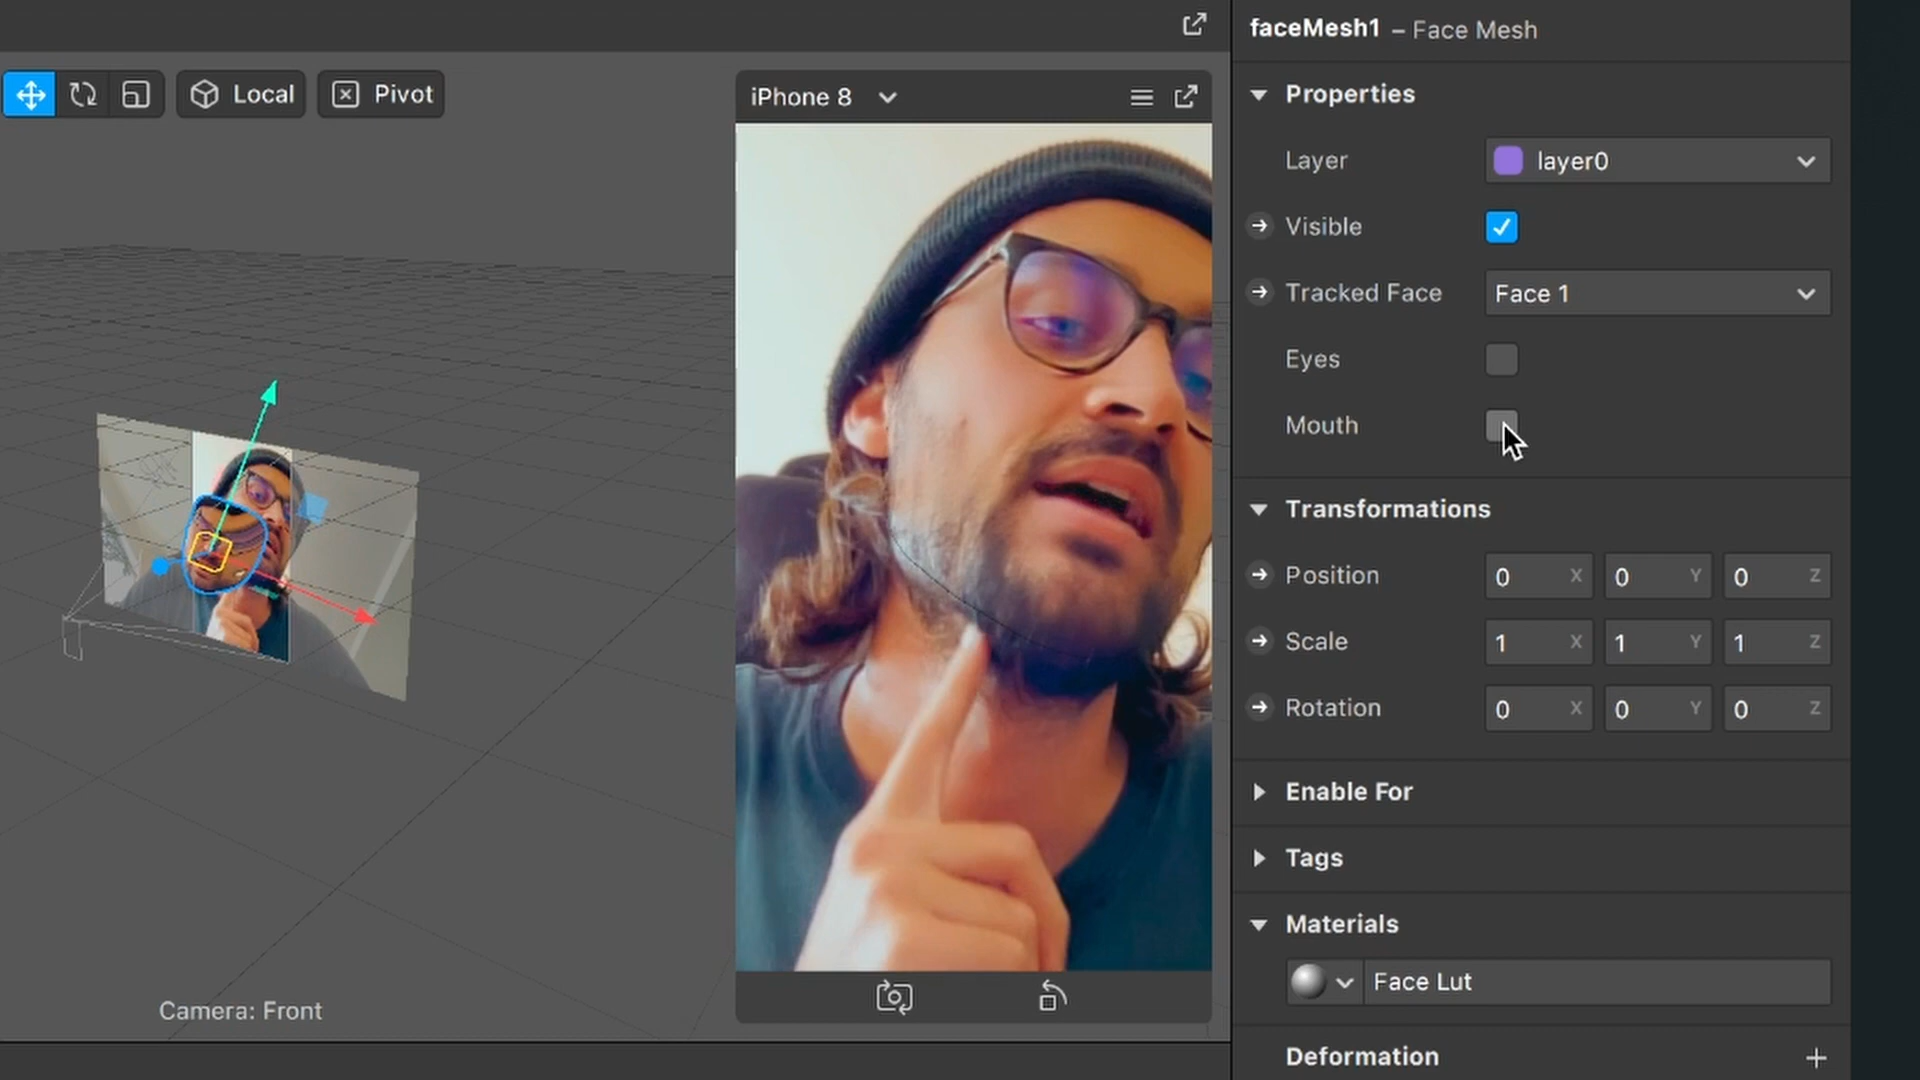 faceMesh1 – Face Mesh
Local
Pivot
iPhone 8
Properties
Layer
layer0
Visible
Tracked Face
Face 1
Eyes
Mouth
Transformations
Position
0 X
0 Y
0 Z
Scale
1 X
1 Y
1 Z
Rotation
0 X
0 Y
0 Z
Enable For
Tags
Materials
Face Lut
Deformation
Camera: Front